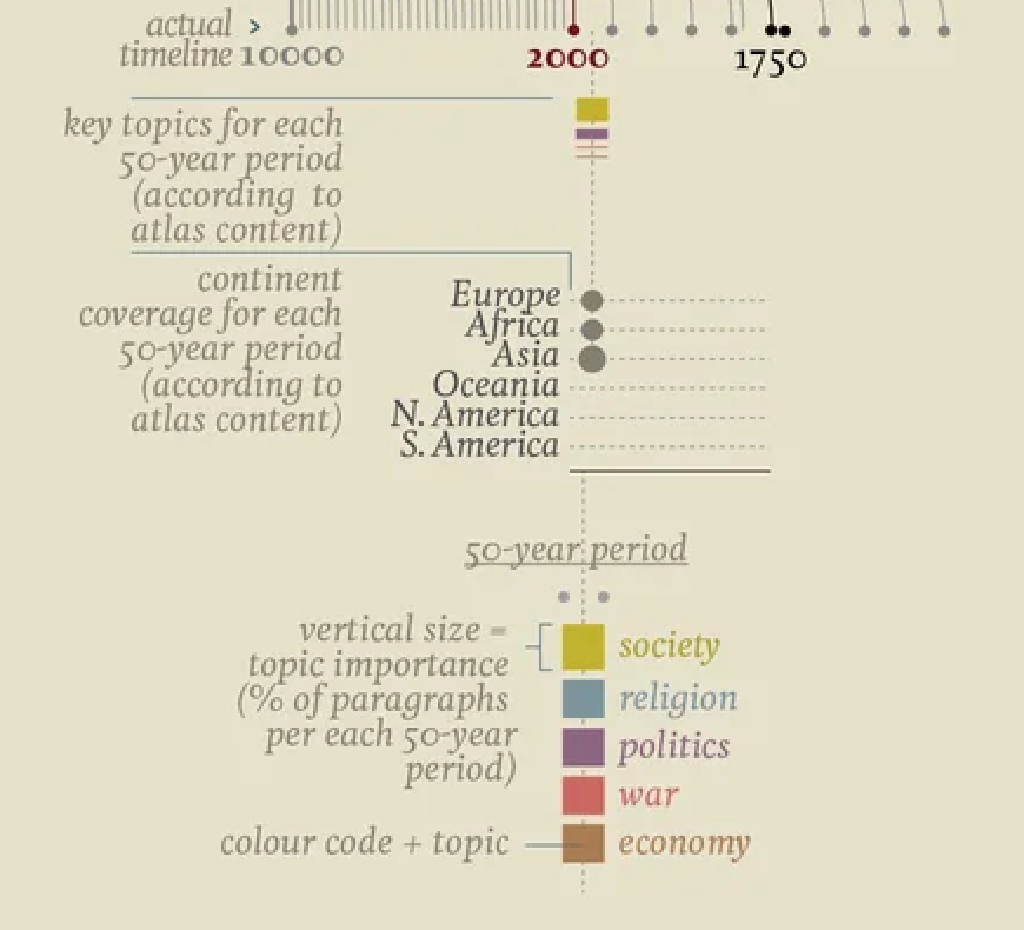 actual >
timeline 10000 2000 1750
key topics for each
50-year period
(according to
atlas content)
continent
coverage for each
50-year period
(according to
atlas content)
Europe
Africa
Asia
Oceania
N. America
S. America
50-year period
vertical size =
topic importance
(% of paragraphs
per each 50-year
period)
society
religion
politics
war
colour code + topic
economy